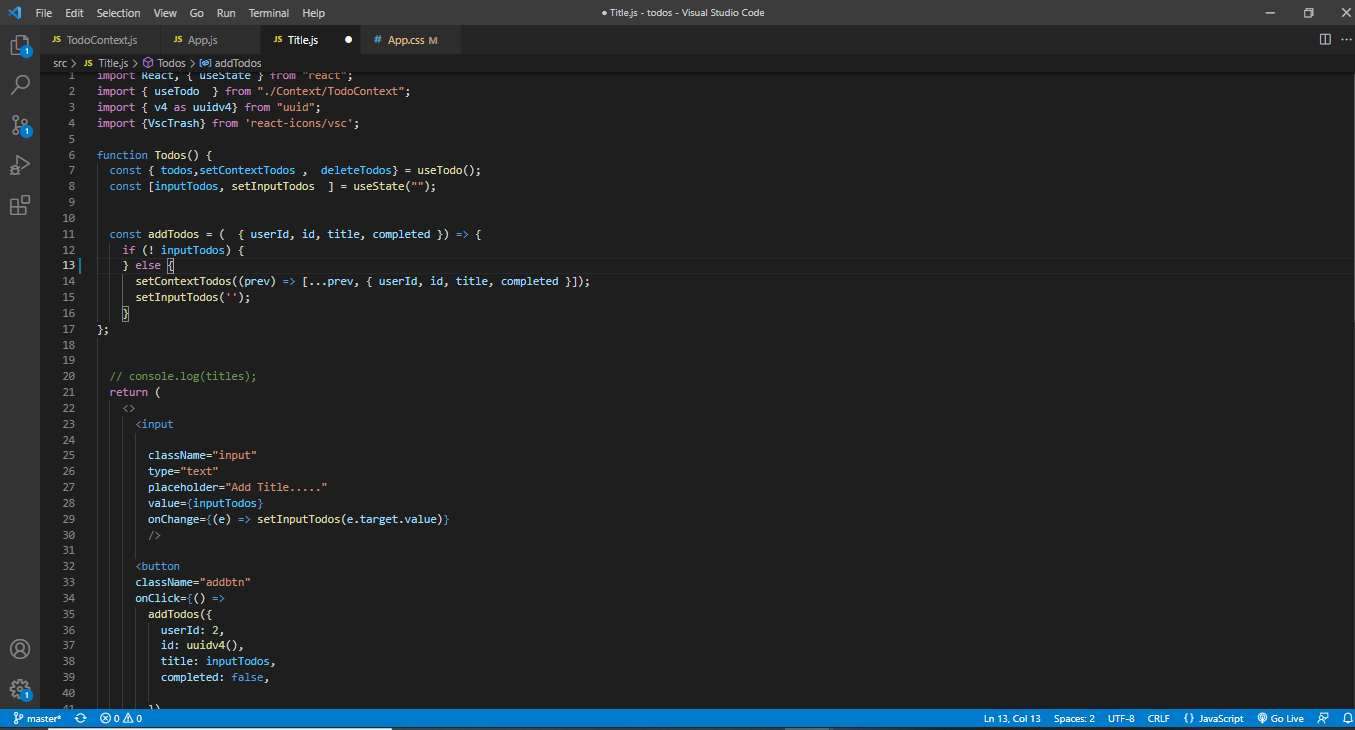 File Edit Selection View Go Run Terminal Help
● Title.js - todos - Visual Studio Code
JS TodoContext.js
JS App.js
JS Title.js ●
# App.css M
src > JS Title.js > Todos > addTodos
1 import React, { useState } from "react";
2 import { useTodo  } from "./Context/TodoContext";
3 import { v4 as uuidv4} from "uuid";
4 import {VscTrash} from 'react-icons/vsc';
5
6 function Todos() {
7   const { todos,setContextTodos ,  deleteTodos} = useTodo();
8   const [inputTodos, setInputTodos  ] = useState("");
9
10
11   const addTodos = (  { userId, id, title, completed }) => {
12     if (! inputTodos) {
13     } else {
14       setContextTodos((prev) => [...prev, { userId, id, title, completed }]);
15       setInputTodos('');
16     }
17 };
18
19
20   // console.log(titles);
21   return (
22     <>
23       <input
24
25         className="input"
26         type="text"
27         placeholder="Add Title....."
28         value={inputTodos}
29         onChange={(e) => setInputTodos(e.target.value)}
30         />
31
32       <button
33       className="addbtn"
34       onClick={() =>
35         addTodos({
36           userId: 2,
37           id: uuidv4(),
38           title: inputTodos,
39           completed: false,
40
41         })
1
1
1
master* 0 0
Ln 13, Col 13 Spaces: 2 UTF-8 CRLF {} JavaScript Go Live